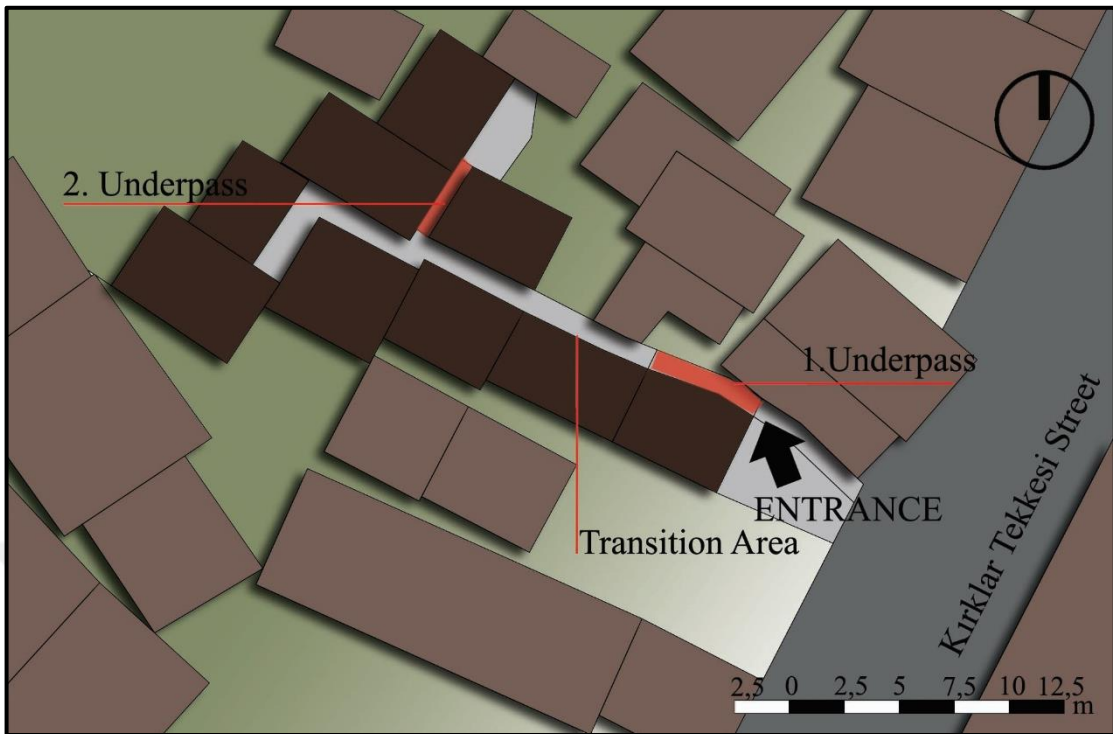 2. Underpass
1.Underpass
ENTRANCE
Transition Area
Kırklar Tekkesi Street
2,5 0 2,5 5 7,5 10 12,5
m